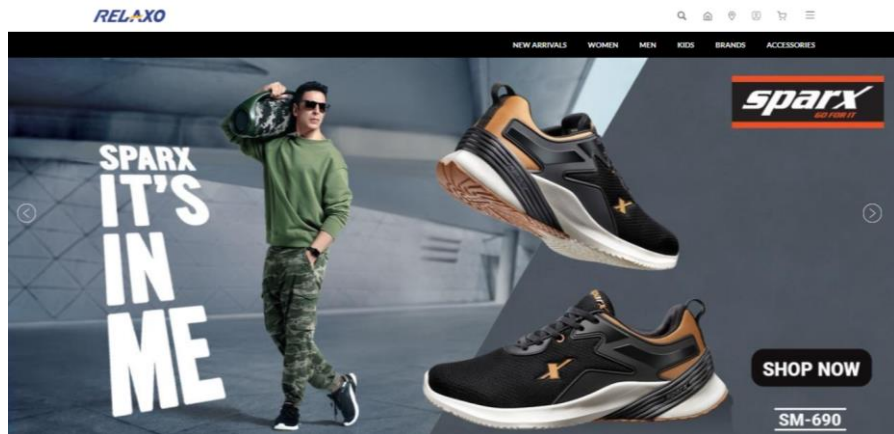 RELAXO
NEW ARRIVALS WOMEN MEN KIDS BRANDS ACCESSORIES
sparx
GO FOR IT
SPARX
IT'S
IN
ME
sparx
SHOP NOW
SM-690